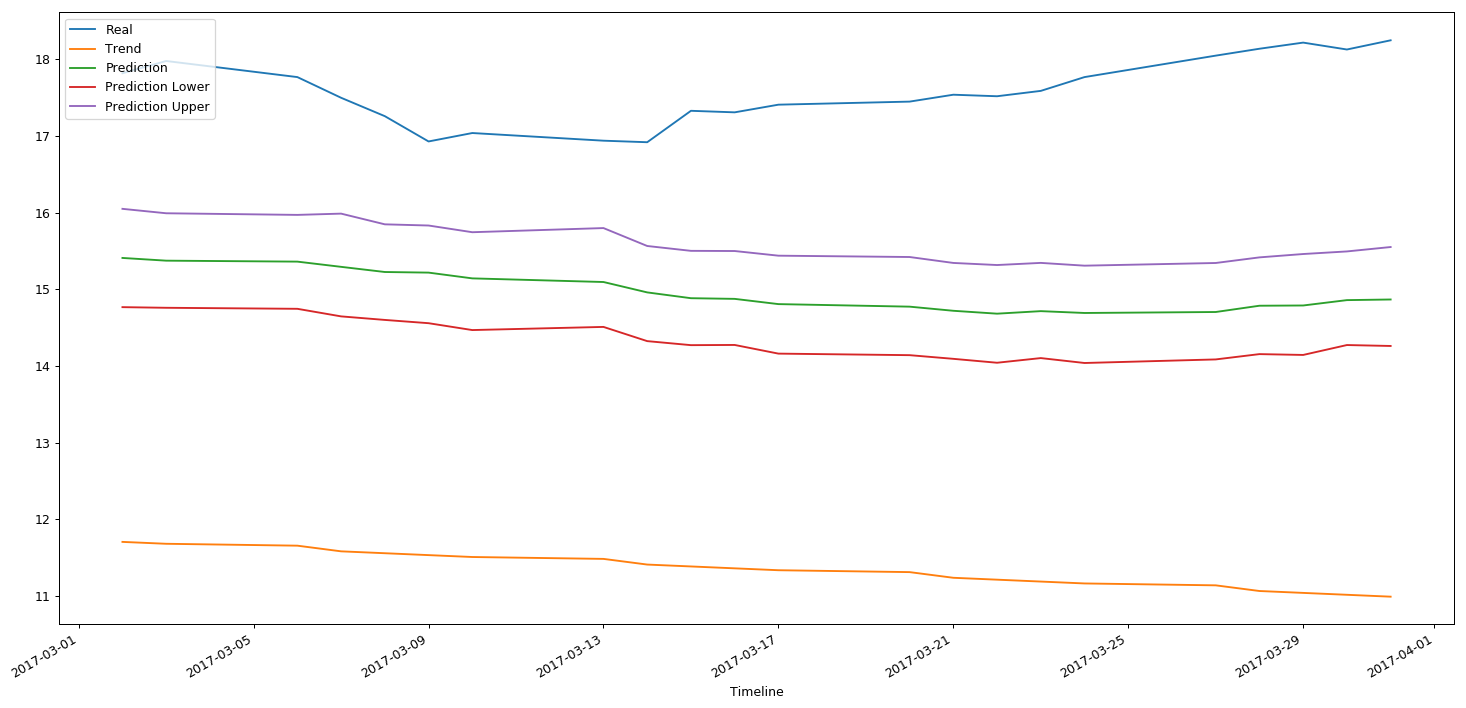 Real
Trend
Prediction
Prediction Lower
Prediction Upper
18
17
16
15
14
13
12
11
2017-03-01
2017-03-05
2017-03-09
2017-03-13
2017-03-17
2017-03-21
2017-03-25
2017-03-29
2017-04-01
Timeline